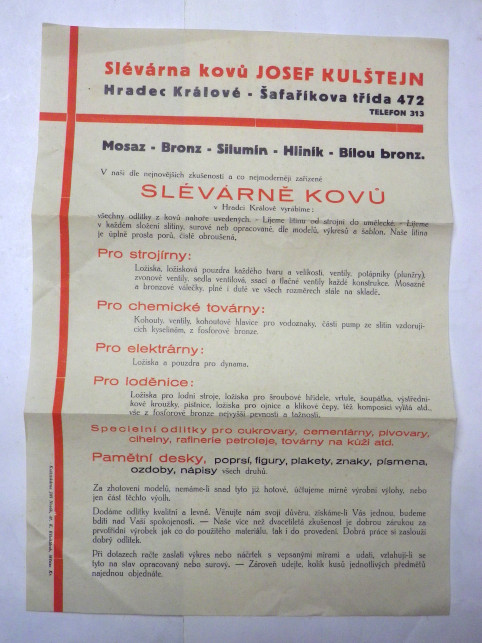 Slévárna kovů JOSEF KULŠTEJN
Hradec Králové - Šafaříkova třída 472
TELEFON 313
Mosaz - Bronz - Silumin - Hliník - Bílou bronz.
V naší dle nejnovějších zkušeností a co nejmoderněji zařízené
SLÉVÁRNĚ KOVŮ
v Hradci Králové vyrábíme:
všechny odlitky z kovů nahoře uvedených. - Lijeme litinu od strojní do umělecké. - Lijeme
v každém složení slitiny, surové neb opracované, dle modelů, výkresů a šablon. Naše litina
je úplně prosta porů, čistě obroušená.
Pro strojírny:
Ložiska, ložisková pouzdra každého tvaru a velikosti, ventily, polápníky (plunžry),
zvonové ventily, sedla ventilová, ssací a tlačné ventily každé konstrukce. Mosazné
a bronzové válečky, plné i duté ve všech rozměrech stále na skladě.
Pro chemické továrny:
Kohouty, ventily, kohoutové hlavice pro vodoznaky, části pump ze slitin vzdorují-
cích kyselinám, z fosforové bronze.
Pro elektrárny:
Ložiska a pouzdra pro dynama.
Pro loděnice:
Ložiska pro lodní stroje, ložiska pro šroubové hřídele, vrtule, šoupátka, výstřední-
kové kroužky, pístnice, ložiska pro ojnice a klikové čepy, též komposicí vylitá atd.,
vše z fosforové bronze nejvyšší pevnosti a tažnosti.
Specielní odlitky pro cukrovary, cementárny, pivovary,
cihelny, rafinerie petroleje, továrny na kůži atd.
Pamětní desky, poprsí, figury, plakety, znaky, písmena,
ozdoby, nápisy všech druhů.
Za zhotovení modelů, nemáme-li snad tyto již hotové, účtujeme mírné výrobní výlohy, nebo
jen část těchto výloh.
Dodáme odlitky kvalitní a levné. Věnujte nám svoji důvěru, získáme-li Vás jednou, budeme
bdíti nad Vaší spokojeností. — Naše více než dvacetiletá zkušenost je dobrou zárukou za
prvotřídní výrobek jak co do použitého materiálu, tak i do provedení. Dobrá práce si zaslouží
dobrý odlitek.
Při dotazech račte zaslati výkres nebo náčrtek s vepsanými mírami a udati, vztahují-li se
tyto na stav opracovaný nebo surový. — Zároveň udejte, kolik kusů jednotlivých předmětů
najednou objednáte.